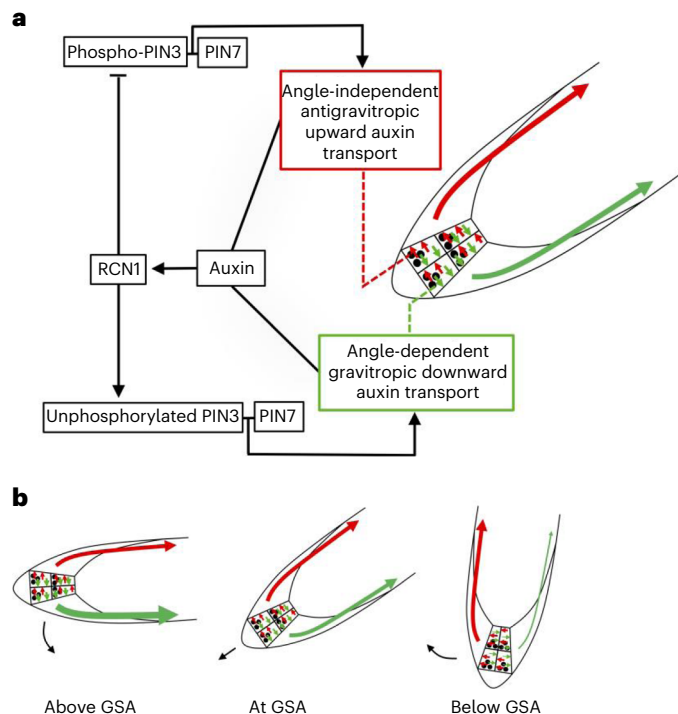 a
Phospho-PIN3 PIN7
Angle-independent
antigravitropic
upward auxin
transport
RCN1 Auxin
Angle-dependent
gravitropic downward
auxin transport
Unphosphorylated PIN3 PIN7
b
Above GSA At GSA Below GSA